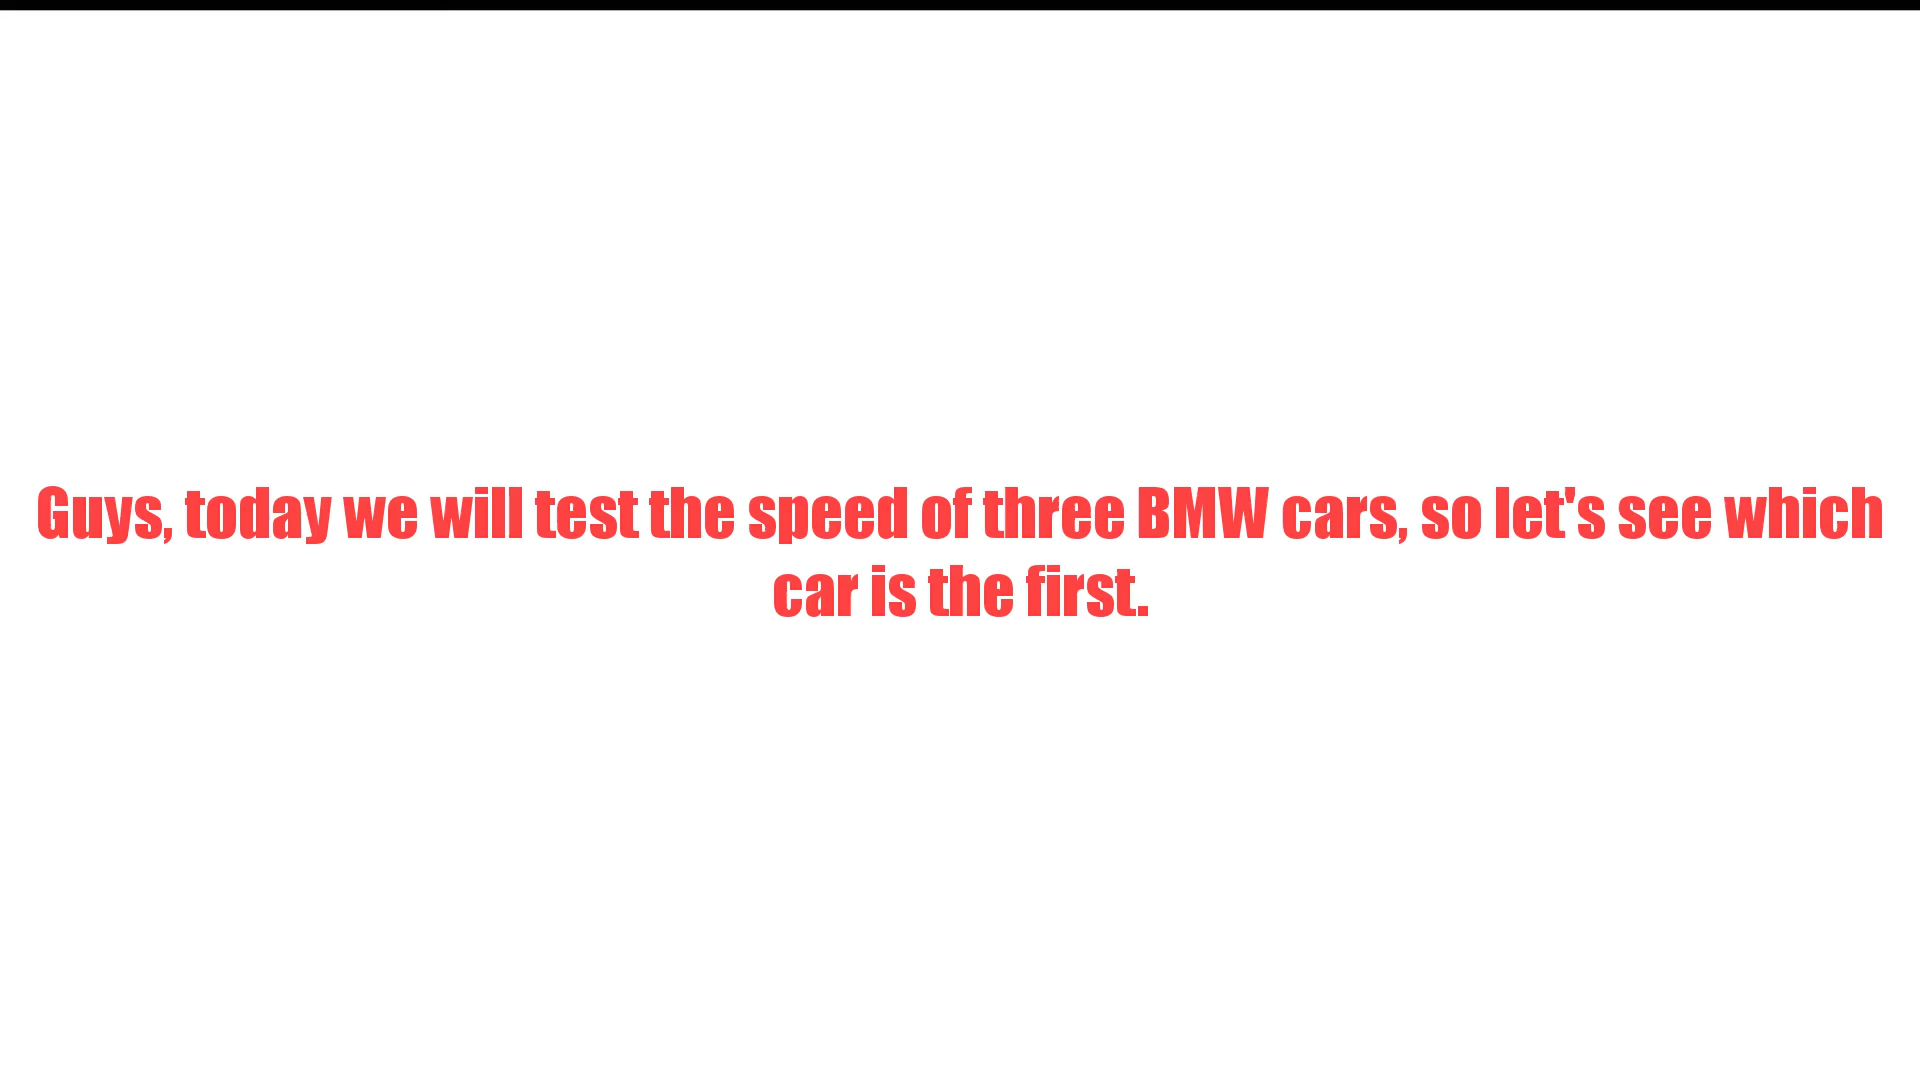 Guys, today we will test the speed of three BMW cars, so let's see which
car is the first.